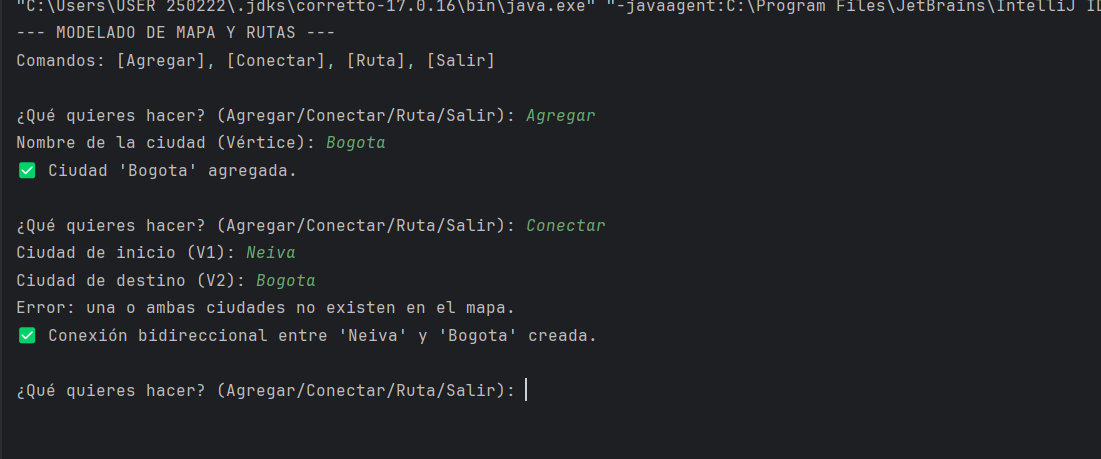 "C:\Users\USER 250222\.jdks\corretto-17.0.16\bin\java.exe" "-javaagent:C:\Program Files\JetBrains\IntelliJ ID
--- MODELADO DE MAPA Y RUTAS ---
Comandos: [Agregar], [Conectar], [Ruta], [Salir]
¿Qué quieres hacer? (Agregar/Conectar/Ruta/Salir): Agregar
Nombre de la ciudad (Vértice): Bogota
✅ Ciudad 'Bogota' agregada.
¿Qué quieres hacer? (Agregar/Conectar/Ruta/Salir): Conectar
Ciudad de inicio (V1): Neiva
Ciudad de destino (V2): Bogota
Error: una o ambas ciudades no existen en el mapa.
✅ Conexión bidireccional entre 'Neiva' y 'Bogota' creada.
¿Qué quieres hacer? (Agregar/Conectar/Ruta/Salir):